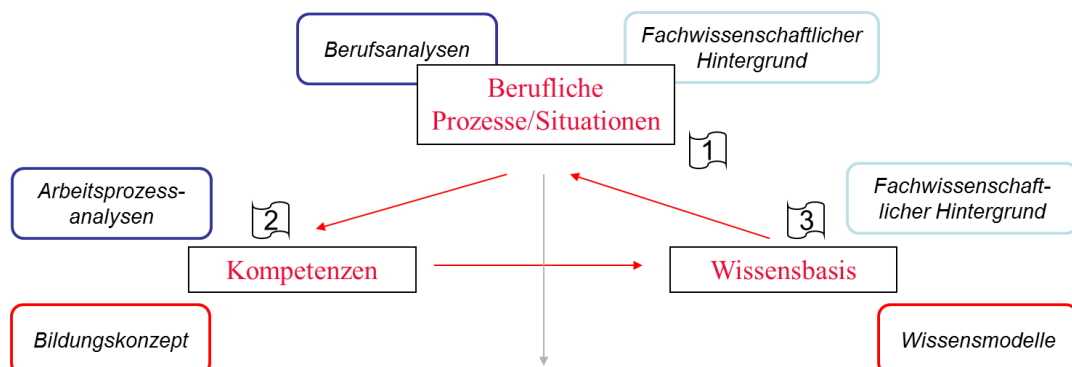 Berufsanalysen
Fachwissenschaftlicher
Hintergrund
Berufliche
Prozesse/Situationen
1
Arbeitsprozess-
analysen
2
3
Fachwissenschaft-
licher Hintergrund
Kompetenzen
Wissensbasis
Bildungskonzept
Wissensmodelle